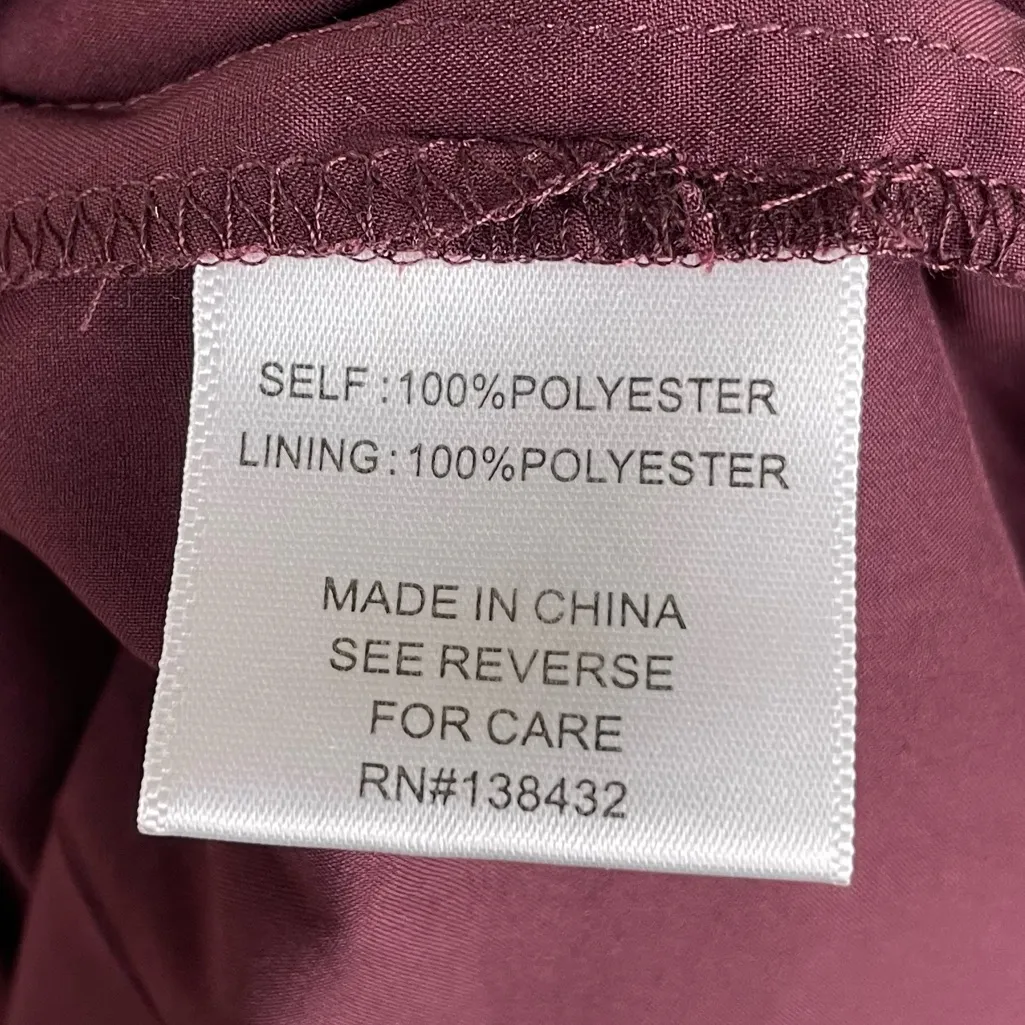 SELF:100%POLYESTER
LINING:100%POLYESTER
MADE IN CHINA
SEE REVERSE
FOR CARE
RN#138432